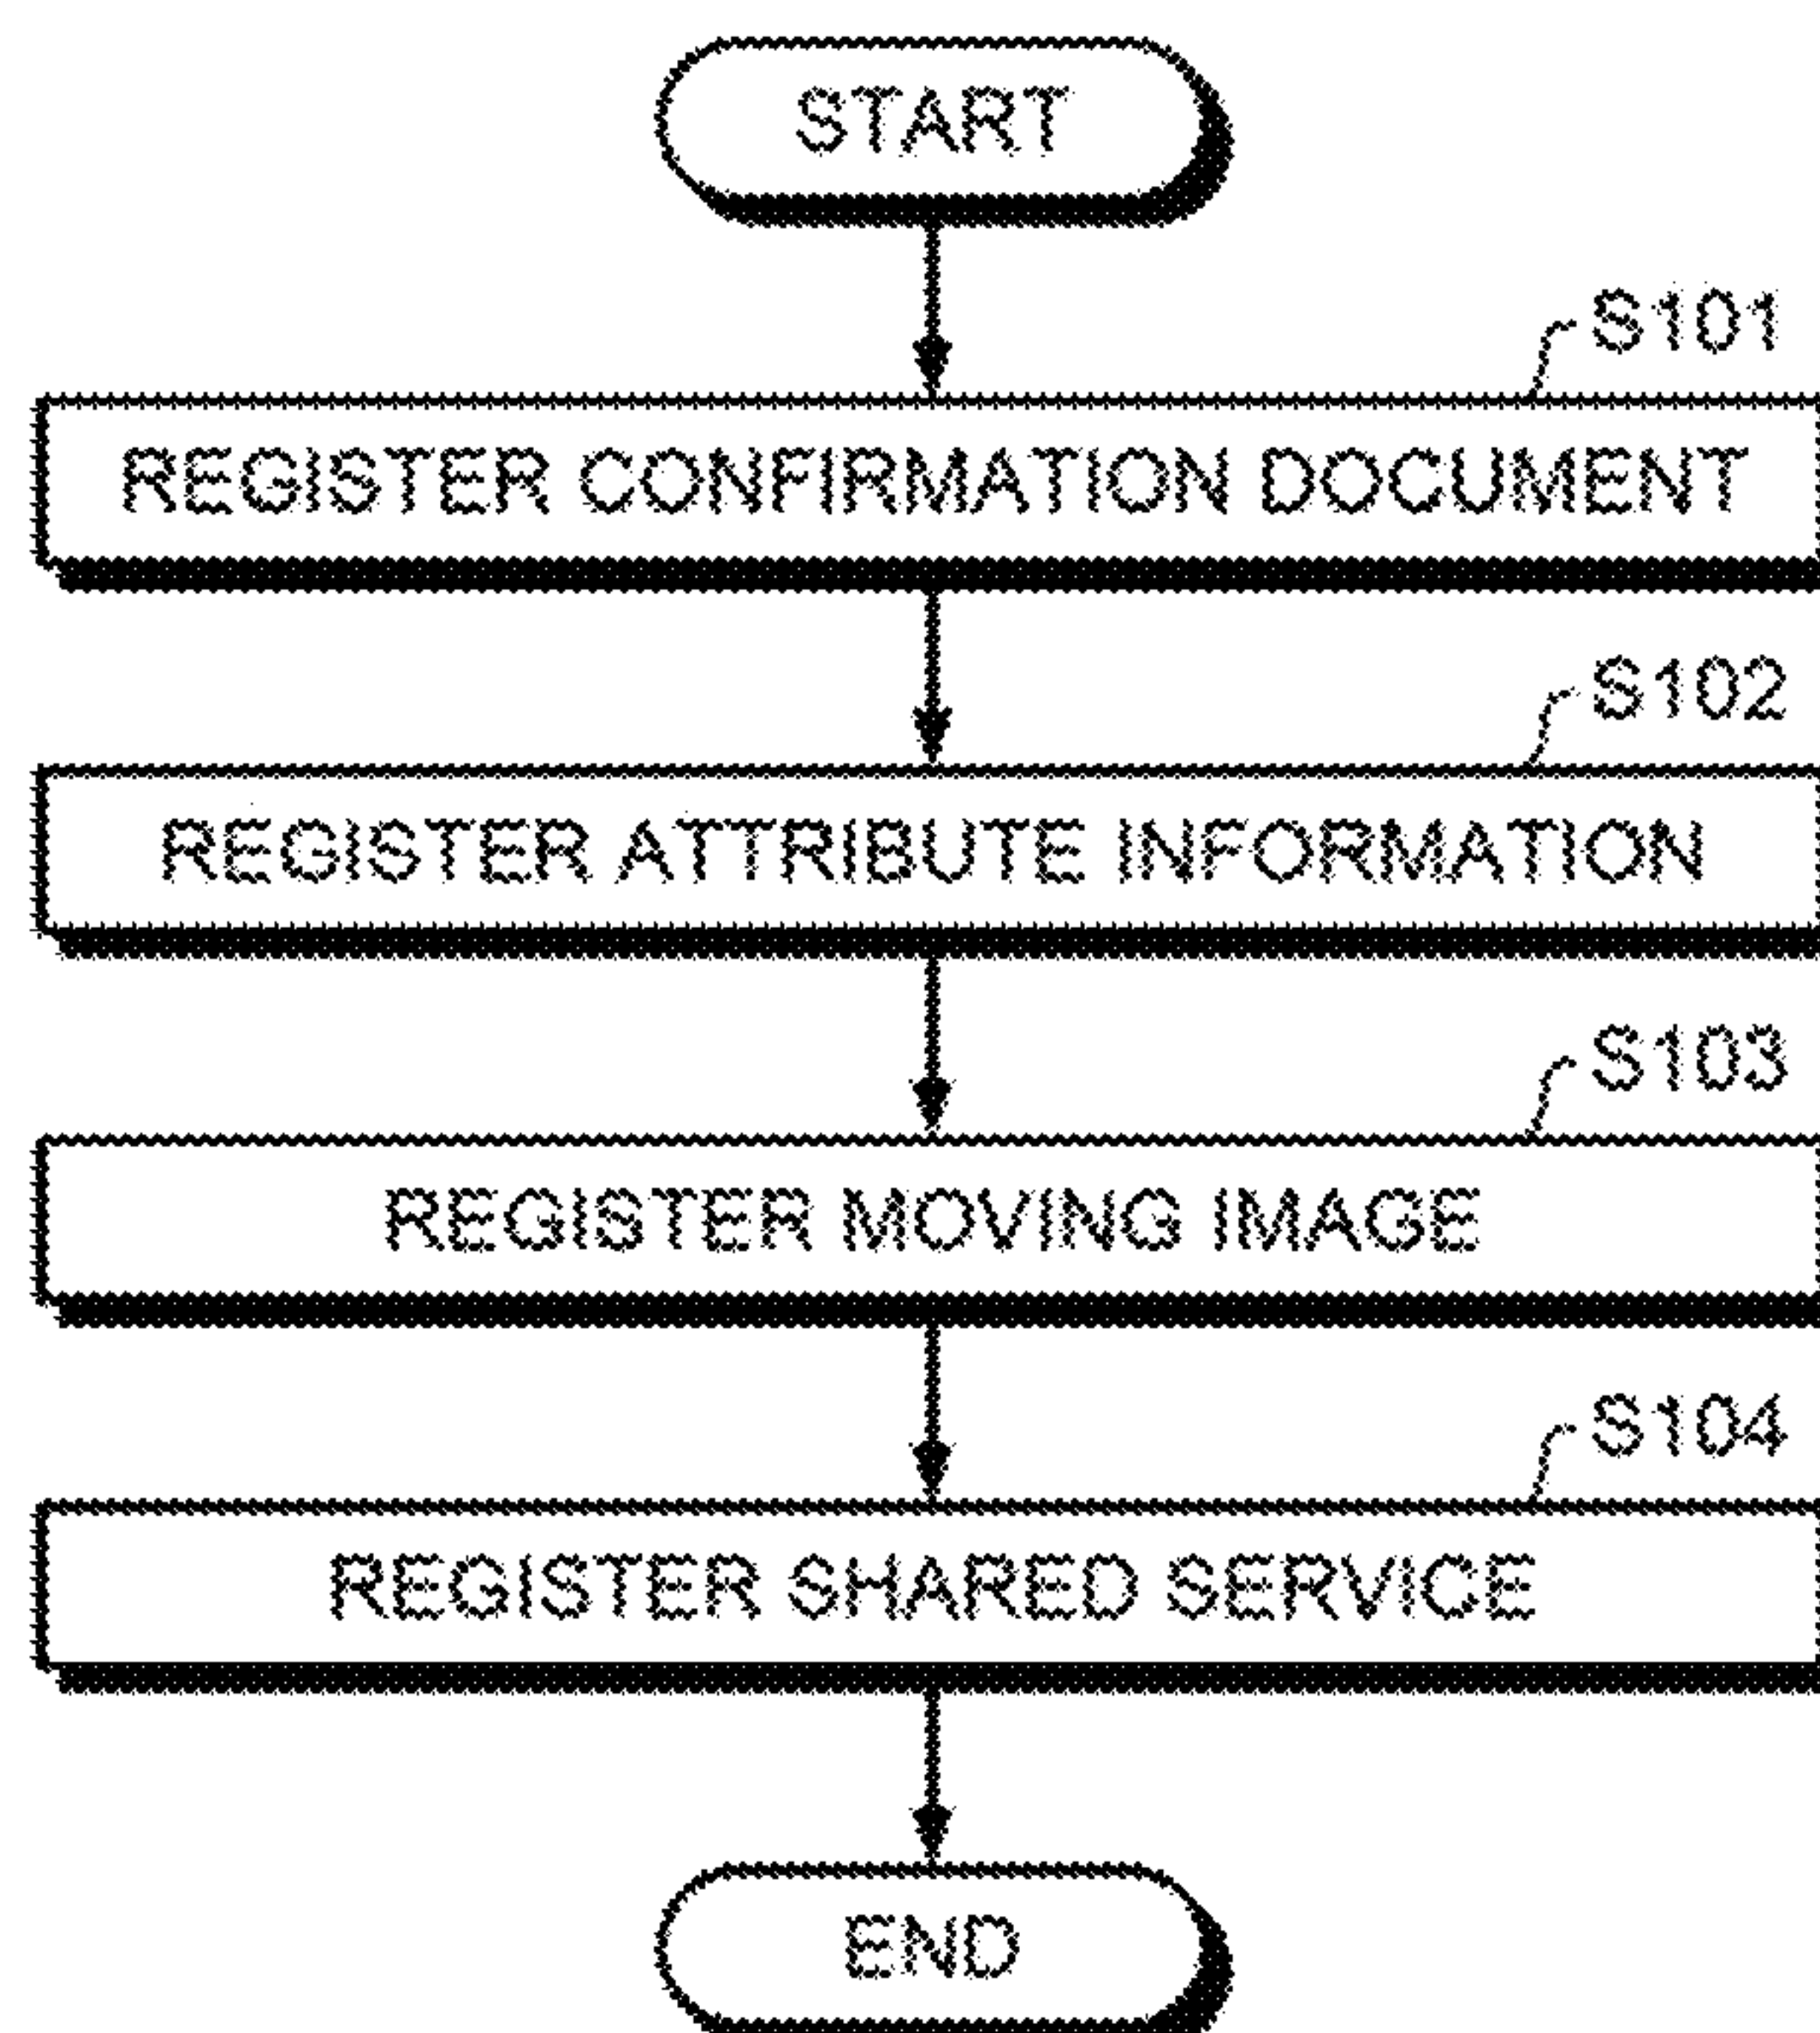 START
S101
REGISTER CONFIRMATION DOCUMENT
S102
REGISTER ATTRIBUTE INFORMATION
S103
REGISTER MOVING IMAGE
S104
REGISTER SHARED SERVICE
END